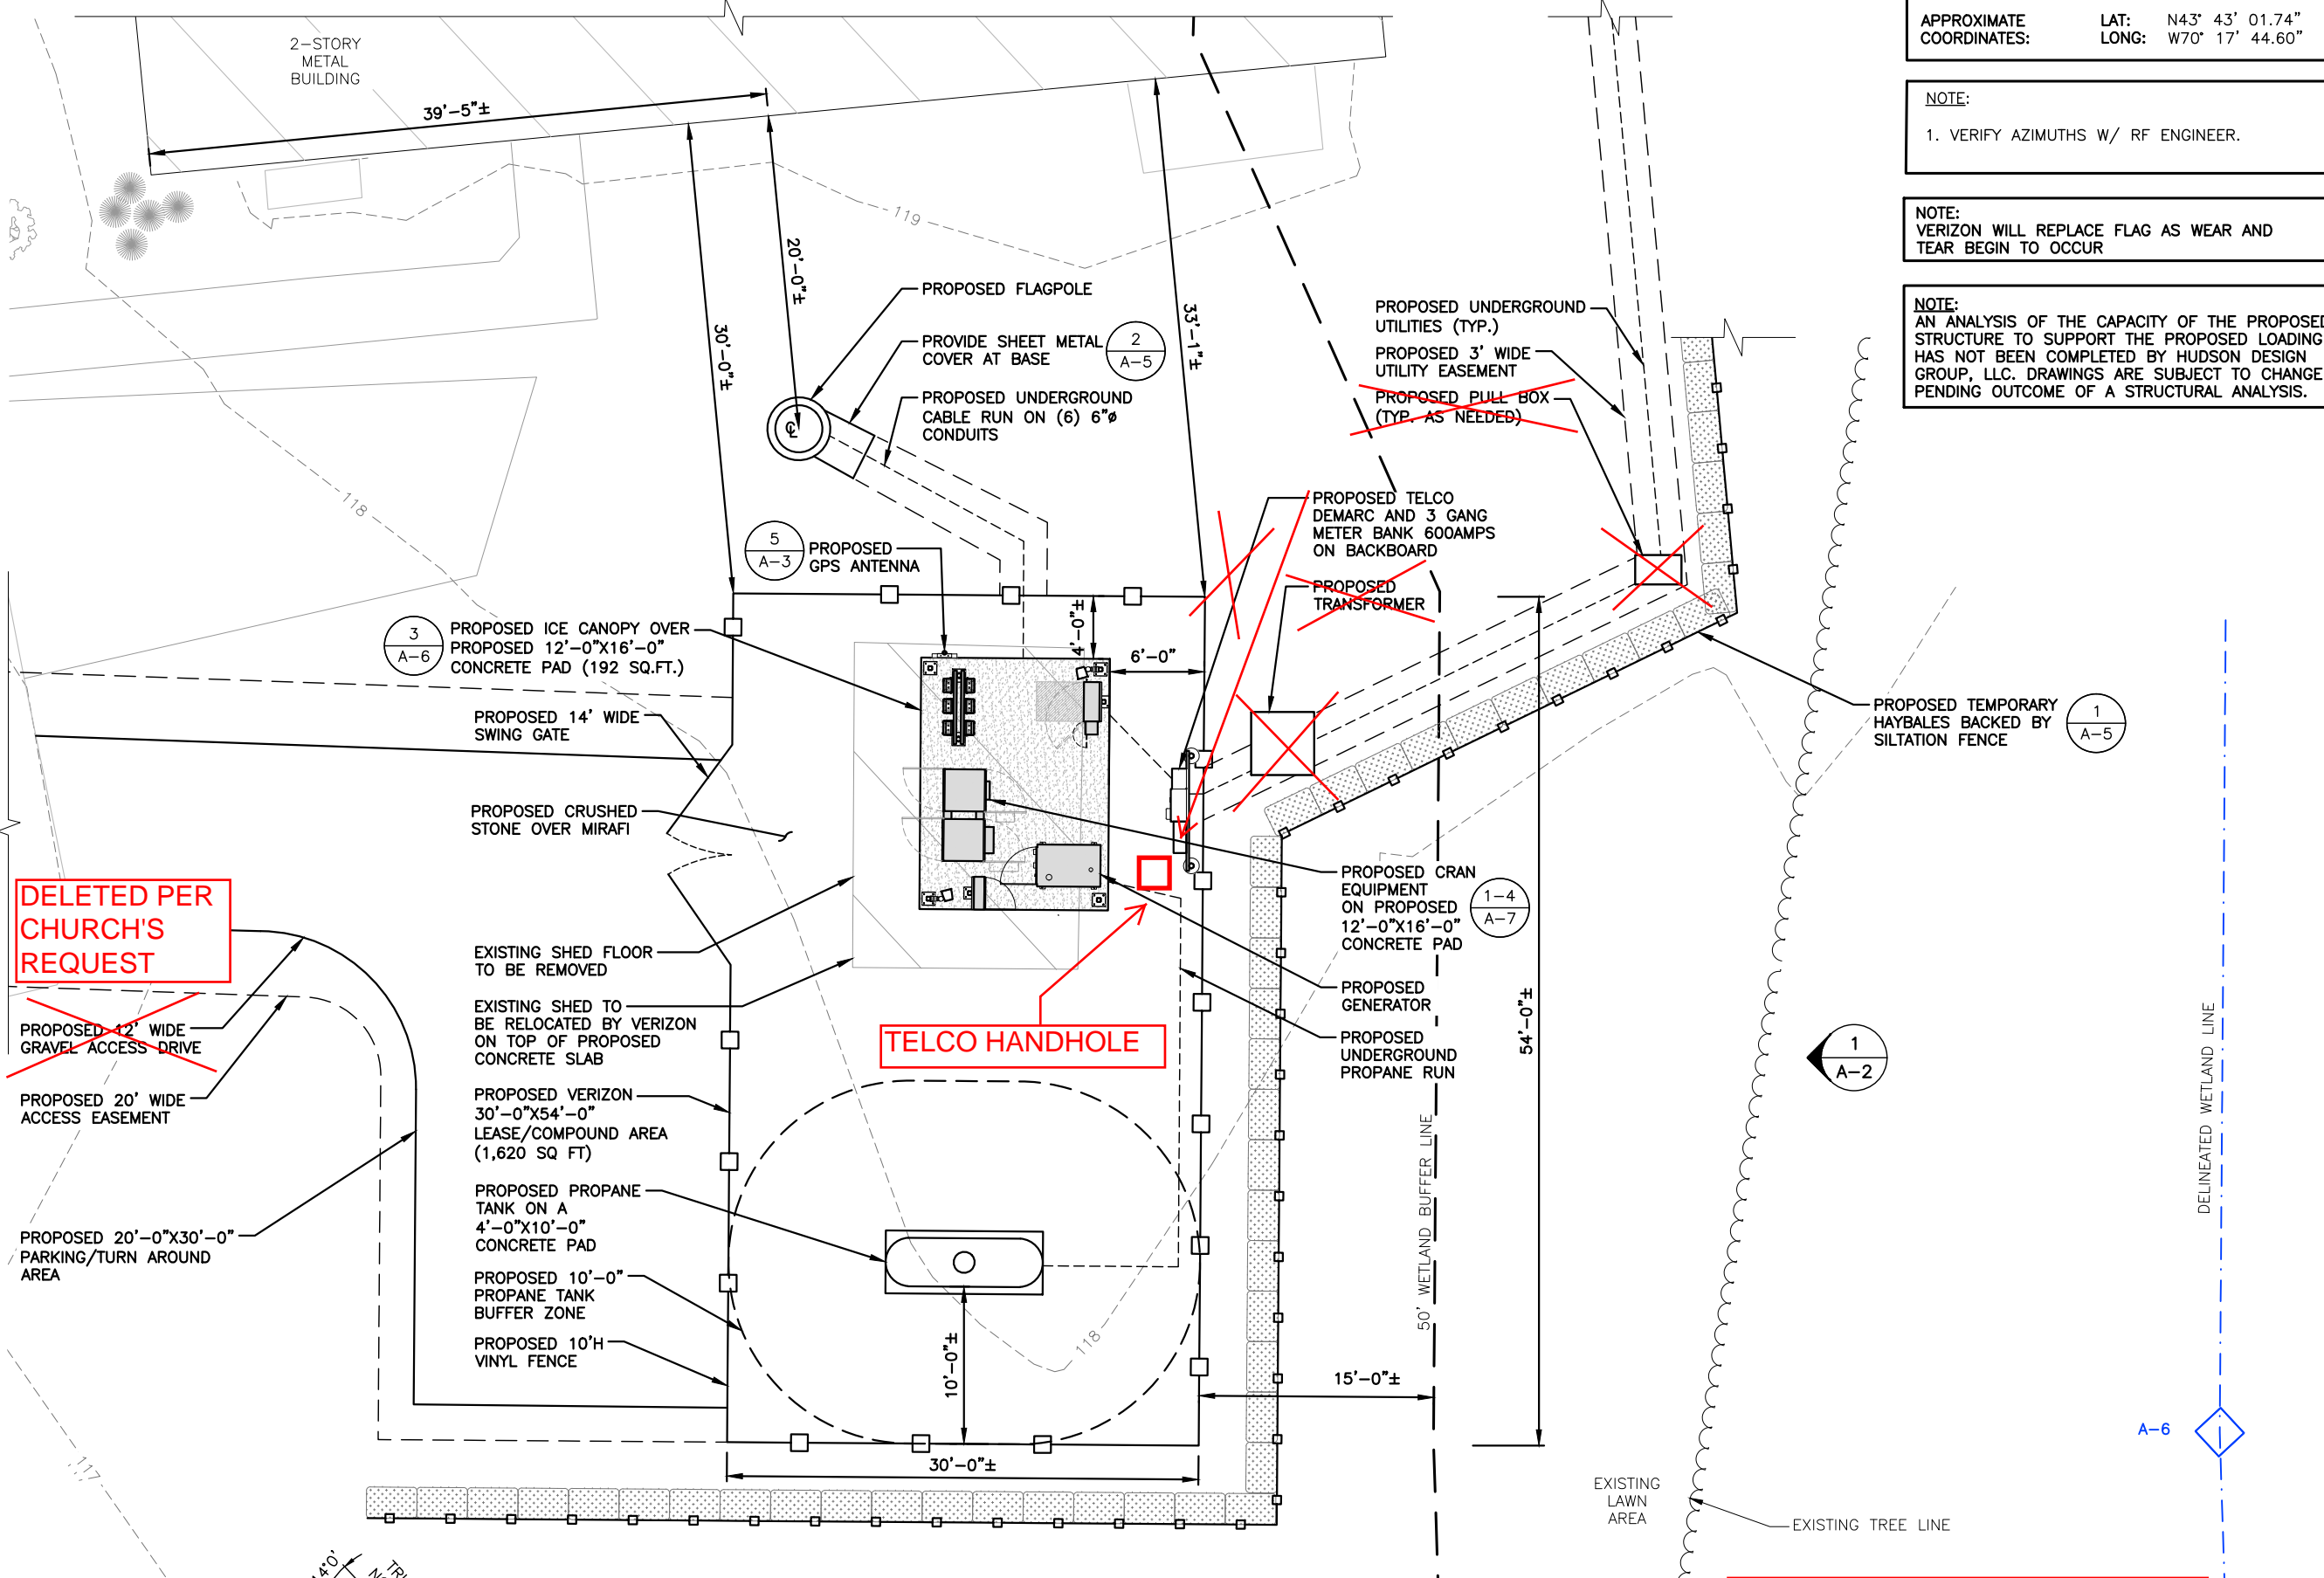 2-STORY
METAL
BUILDING
39'-5"±
APPROXIMATE
COORDINATES:
LAT: N43° 43' 01.74"
LONG: W70° 17' 44.60"
NOTE:
1. VERIFY AZIMUTHS W/ RF ENGINEER.
NOTE:
VERIZON WILL REPLACE FLAG AS WEAR AND
TEAR BEGIN TO OCCUR
NOTE:
AN ANALYSIS OF THE CAPACITY OF THE PROPOSED
STRUCTURE TO SUPPORT THE PROPOSED LOADING
HAS NOT BEEN COMPLETED BY HUDSON DESIGN
GROUP, LLC. DRAWINGS ARE SUBJECT TO CHANGE
PENDING OUTCOME OF A STRUCTURAL ANALYSIS.
119
20'-0"±
30'-0"±
33'-1"±
PROPOSED FLAGPOLE
PROVIDE SHEET METAL
COVER AT BASE
2
A-5
PROPOSED UNDERGROUND
CABLE RUN ON (6) 6"ø
CONDUITS
PROPOSED UNDERGROUND
UTILITIES (TYP.)
PROPOSED 3' WIDE
UTILITY EASEMENT
PROPOSED PULL BOX
(TYP. AS NEEDED)
118
5
A-3
PROPOSED
GPS ANTENNA
PROPOSED TELCO
DEMARC AND 3 GANG
METER BANK 600AMPS
ON BACKBOARD
PROPOSED
TRANSFORMER
3
A-6
PROPOSED ICE CANOPY OVER
PROPOSED 12'-0"X16'-0"
CONCRETE PAD (192 SQ.FT.)
4'-0"±
6'-0"
PROPOSED 14' WIDE
SWING GATE
PROPOSED TEMPORARY
HAYBALES BACKED BY
SILTATION FENCE
1
A-5
PROPOSED CRUSHED
STONE OVER MIRAFI
DELETED PER
CHURCH'S
REQUEST
PROPOSED CRAN
EQUIPMENT
ON PROPOSED
12'-0"X16'-0"
CONCRETE PAD
1-4
A-7
EXISTING SHED FLOOR
TO BE REMOVED
PROPOSED
GENERATOR
EXISTING SHED TO
BE RELOCATED BY VERIZON
ON TOP OF PROPOSED
CONCRETE SLAB
TELCO HANDHOLE
PROPOSED
UNDERGROUND
PROPANE RUN
54'-0"±
PROPOSED 12' WIDE
GRAVEL ACCESS DRIVE
1
A-2
PROPOSED 20' WIDE
ACCESS EASEMENT
PROPOSED VERIZON
30'-0"X54'-0"
LEASE/COMPOUND AREA
(1,620 SQ FT)
50' WETLAND BUFFER LINE
DELINEATED WETLAND LINE
PROPOSED PROPANE
TANK ON A
4'-0"X10'-0"
CONCRETE PAD
PROPOSED 20'-0"X30'-0"
PARKING/TURN AROUND
AREA
PROPOSED 10'-0"
PROPANE TANK
BUFFER ZONE
PROPOSED 10'H
VINYL FENCE
10'-0"±
118
15'-0"±
A-6
117
30'-0"±
EXISTING
LAWN
AREA
EXISTING TREE LINE